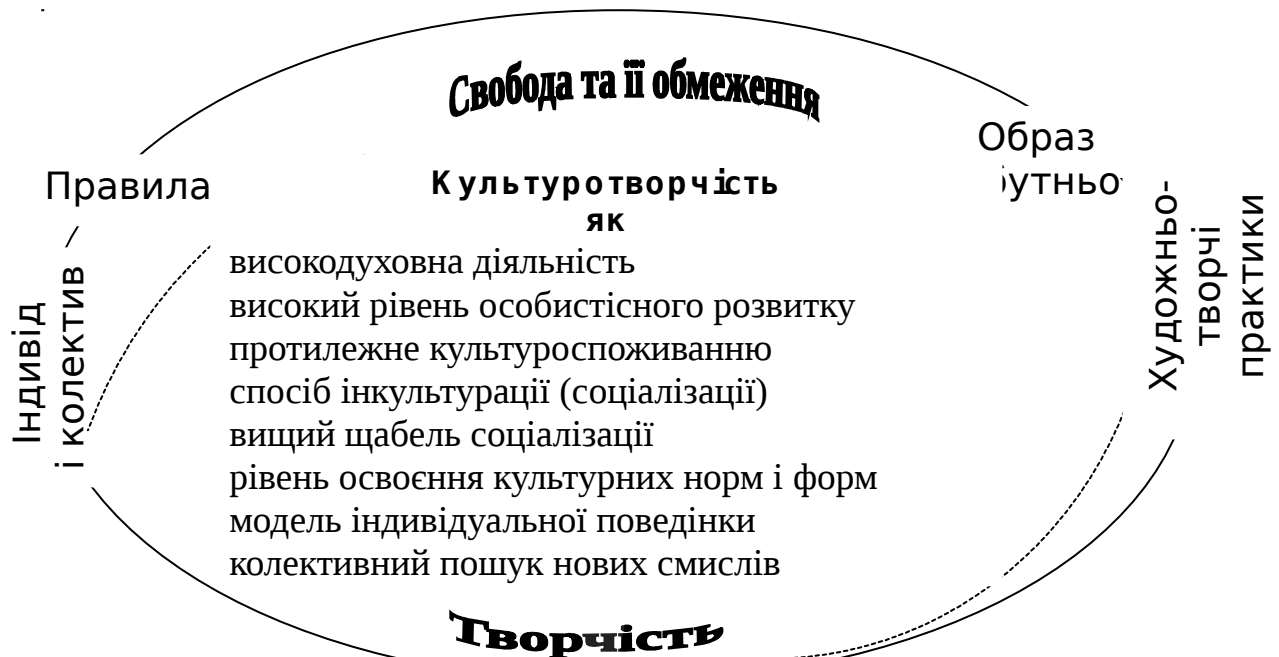 Свобода та її обмеження
Образ
Правила
Культуротворчість
як
високодуховна діяльність
високий рівень особистісного розвитку
протилежне культуроспоживанню
спосіб інкультурації (соціалізації)
вищий щабель соціалізації
рівень освоєння культурних норм і форм
модель індивідуальної поведінки
колективний пошук нових смислів
Індивід
і колектив
Художньо-
творчі
практики
Творчість